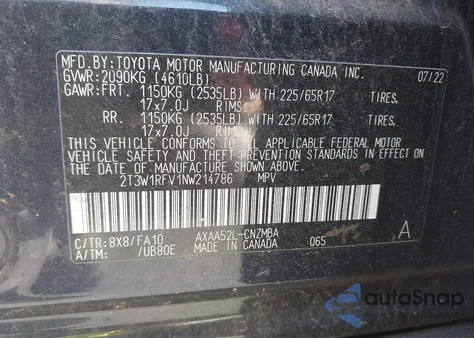 MFD.BY: TOYOTA MOTOR MANUFACTURING CANADA INC. 07/22
GVWR: 2090KG (4610LB)
GAWR: FRT. 1150KG (2535LB) WITH 225/65R17 TIRES,
17x7.0J RIMS,
RR. 1150KG (2535LB) WITH 225/65R17 TIRES,
17x7.0J RIMS,
THIS VEHICLE CONFORMS TO ALL APPLICABLE FEDERAL MOTOR
VEHICLE SAFETY AND THEFT PREVENTION STANDARDS IN EFFECT ON
THE DATE OF MANUFACTURE SHOWN ABOVE.
2T3W1RFV1NW214786 MPV
C/TR: 8X8/FA10 AXAA52L-CNZMBA
A/TM: /UB80E MADE IN CANADA 065 A
autoSnap